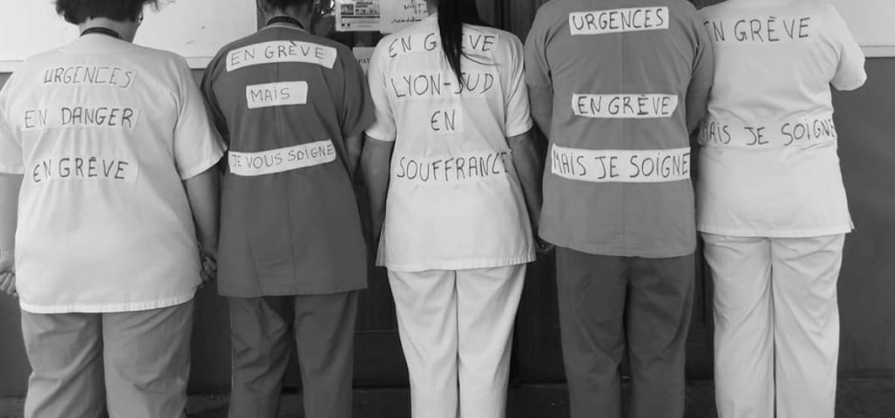 URGENCES
EN DANGER
EN GRÈVE
EN GRÈVE
MAIS
JE VOUS SOIGNE
EN GRÈVE
LYON-SUD
EN
SOUFFRANCE
URGENCES
EN GRÈVE
MAIS JE SOIGNE
EN GRÈVE
MAIS JE SOIGNE